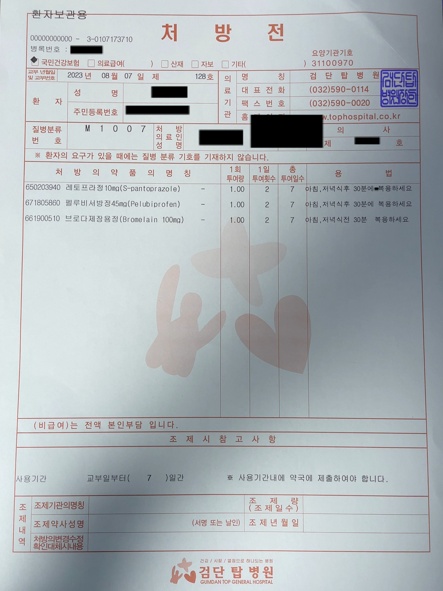 환자보관용
처 방 전
00000000000 - 3-0107173710
병록번호 :
요양기관기호
국민건강보험 의료급여( ) 산재 자보 기타( ) 31100970
교부 년월일 및 교부번호 2023 년 08 월 07 일 제 128호
의료기관
명 칭 검 단 탑 병 원
대 표 전 화 (032)590-0114
팩 스 번 호 (032)590-0020
www.tophospital.co.kr
환 자
성 명
주민등록번호
질병분류 번 호 M 1 0 0 7
처 방 의료인 성 명
의 사
제 호
※ 환자의 요구가 있을 때에는 질병 분류 기호를 기재하지 않습니다.
처 방 의 약 품 의 명 칭 1회 투여량 1일 투여횟수 총 투여일수 용 법
650203940 레토프라정10mg(S-pantoprazole) - 1.00 2 7 아침,저녁식후 30분에 복용하세요
671805860 펠루비서방정45mg(Pelubiprofen) - 1.00 2 7 아침,저녁식후 30분에 복용하세요
661900510 브로다제장용정(Bromelain 100mg) - 1.00 2 7 아침,저녁식전 30분 복용하세요
(비급여)는 전액 본인부담 입니다.
조 제 시 참 고 사 항
사용기간 교부일부터( 7 )일간 ※ 사용기간내에 약국에 제출하여야 합니다.
조제내역
조제기관의명칭
조 제 량 (조제일수)
조제약사성명 (서명 또는 날인) 조 제 년 월 일
처방의변경수정 확인대체시내용
건강 / 사랑 / 열정으로 하나되는 병원
검단 탑 병원
GUMDAN TOP GENERAL HOSPITAL